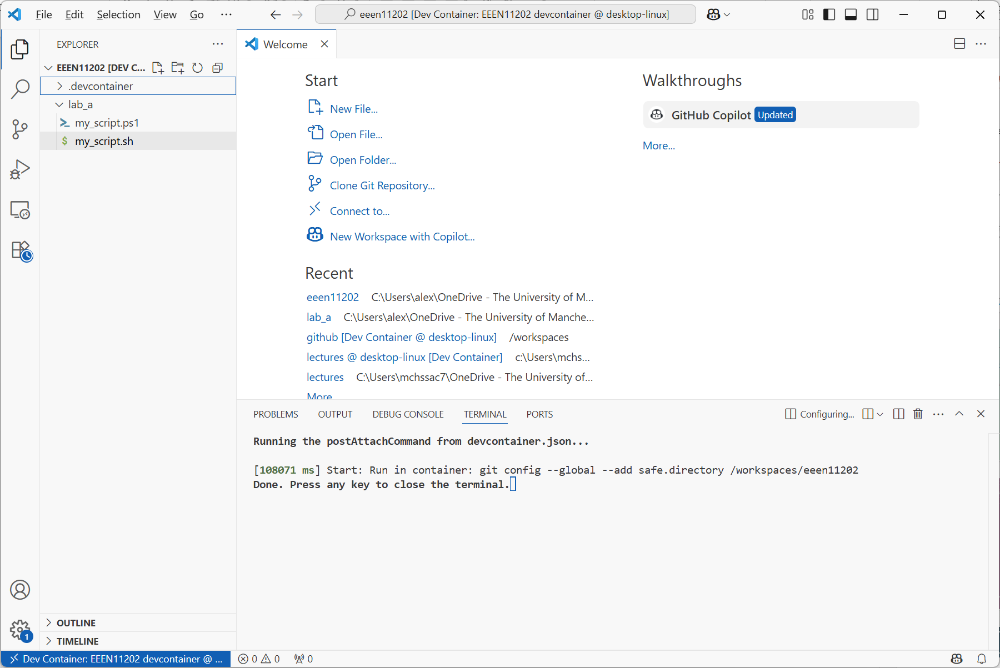 File Edit Selection View Go ···
eeen11202 [Dev Container: EEEN11202 devcontainer @ desktop-linux]
EXPLORER
EEEN11202 [DEV C...
.devcontainer
lab_a
my_script.ps1
$ my_script.sh
OUTLINE
TIMELINE
Welcome
Start
New File...
Open File...
Open Folder...
Clone Git Repository...
Connect to...
New Workspace with Copilot...
Recent
eeen11202 C:\Users\alex\OneDrive - The University of M...
lab_a C:\Users\alex\OneDrive - The University of Manche...
github [Dev Container @ desktop-linux] /workspaces
lectures @ desktop-linux [Dev Container] c:\Users\mchs...
lectures C:\Users\mchssac7\OneDrive - The University of...
More
Walkthroughs
GitHub Copilot Updated
More...
PROBLEMS OUTPUT DEBUG CONSOLE TERMINAL PORTS
Configuring...
Running the postAttachCommand from devcontainer.json...
[108071 ms] Start: Run in container: git config --global --add safe.directory /workspaces/eeen11202
Done. Press any key to close the terminal.
1
Dev Container: EEEN11202 devcontainer @ ... 0 0 0